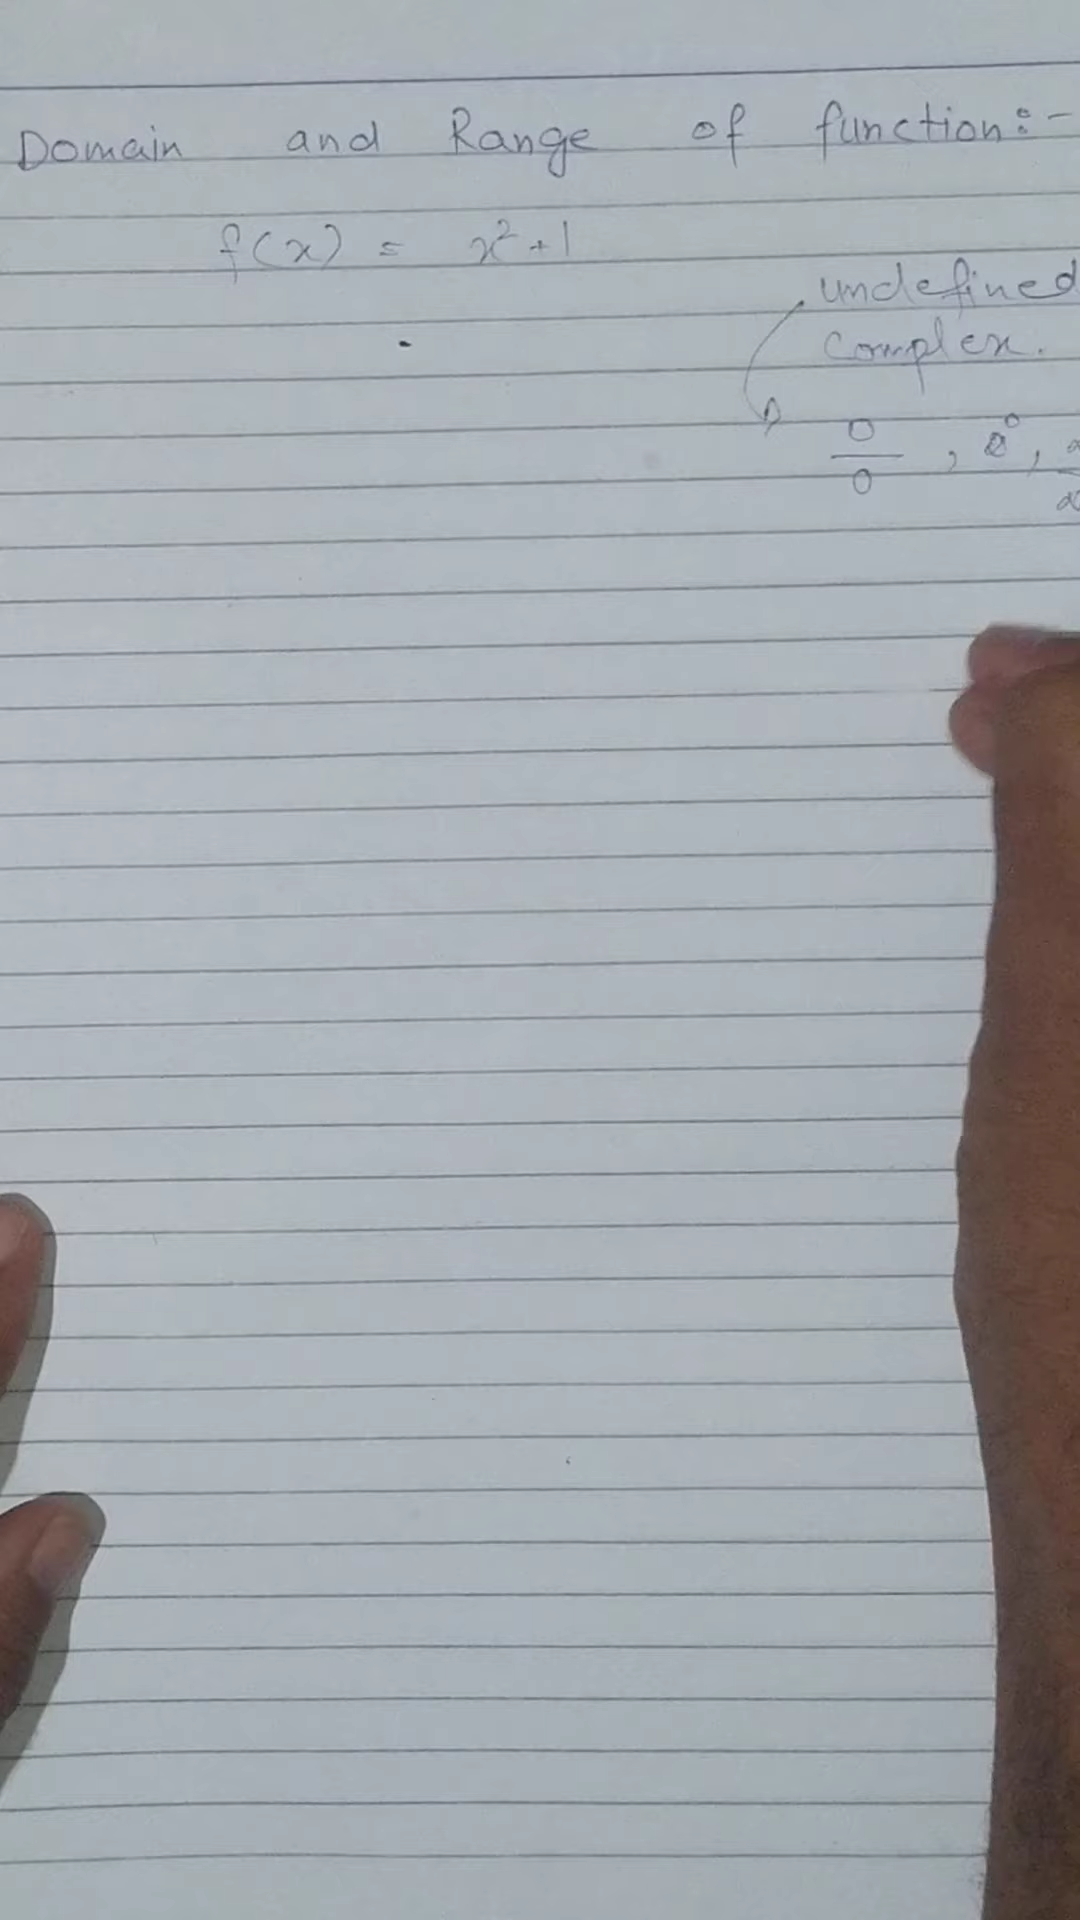 Domain and Range of function:-
f(x) = x² + 1
undefined
complex.
0/0 , 0⁰,